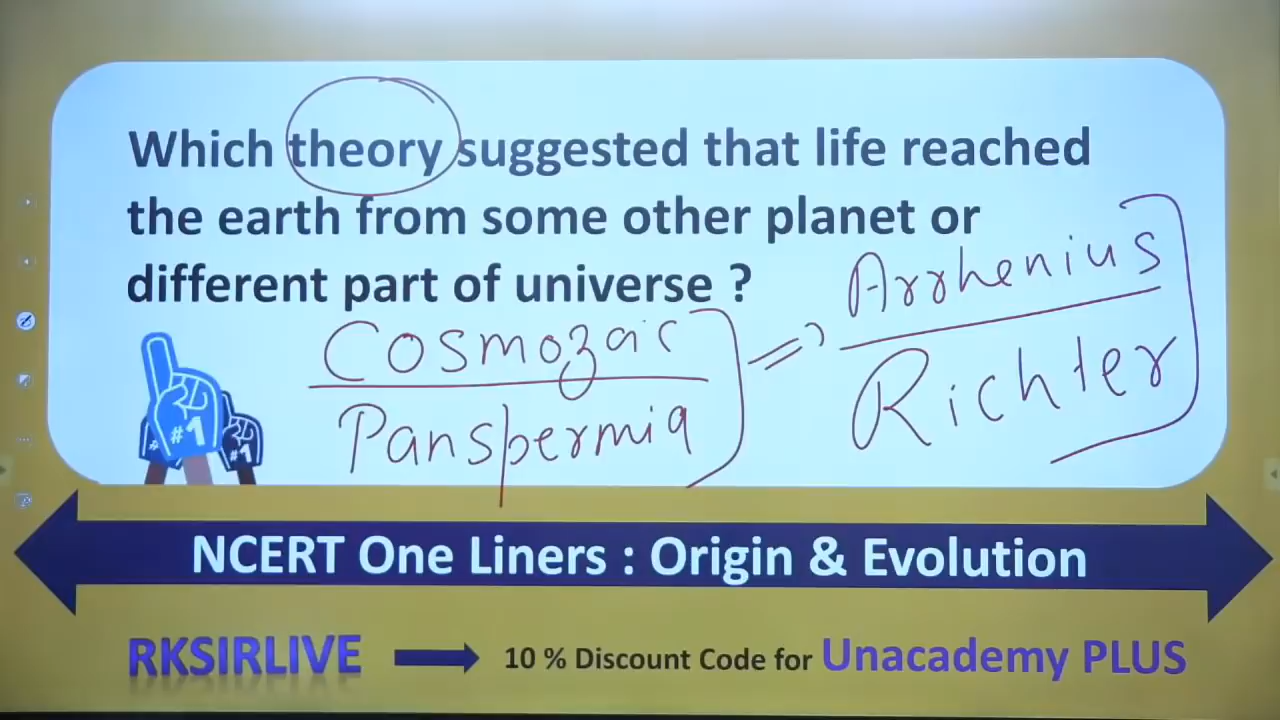 Which theory suggested that life reached
the earth from some other planet or
different part of universe ?
Arrhenius
Cosmozoic ⇒
Richter
Panspermia
#1
#1
NCERT One Liners : Origin & Evolution
RKSIRLIVE
10 % Discount Code for Unacademy PLUS